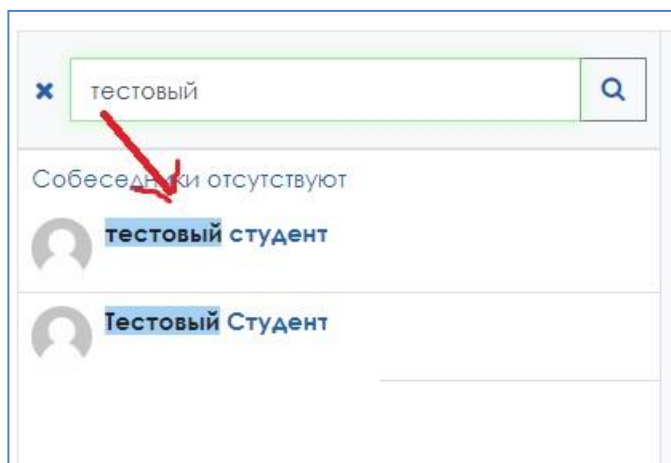 тестовый
Собеседники отсутствуют
тестовый студент
Тестовый Студент